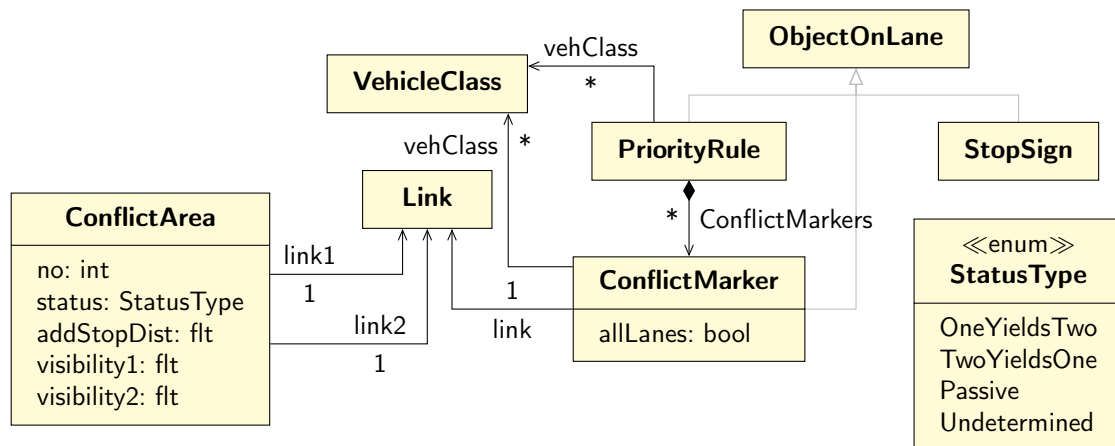 ObjectOnLane
vehClass
*
VehicleClass
PriorityRule
StopSign
vehClass
*
Link
*
ConflictMarkers
ConflictArea
no: int
status: StatusType
addStopDist: flt
visibility1: flt
visibility2: flt
link1
1
link2
1
1
link
ConflictMarker
allLanes: bool
≪enum≫
StatusType
OneYieldsTwo
TwoYieldsOne
Passive
Undetermined